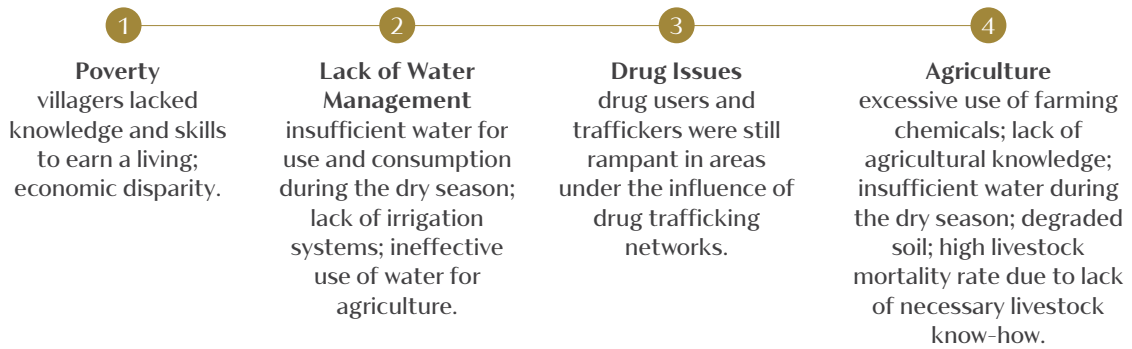 1
Poverty
villagers lacked
knowledge and skills
to earn a living;
economic disparity.
2
Lack of Water
Management
insufficient water for
use and consumption
during the dry season;
lack of irrigation
systems; ineffective
use of water for
agriculture.
3
Drug Issues
drug users and
traffickers were still
rampant in areas
under the influence of
drug trafficking
networks.
4
Agriculture
excessive use of farming
chemicals; lack of
agricultural knowledge;
insufficient water during
the dry season; degraded
soil; high livestock
mortality rate due to lack
of necessary livestock
know-how.